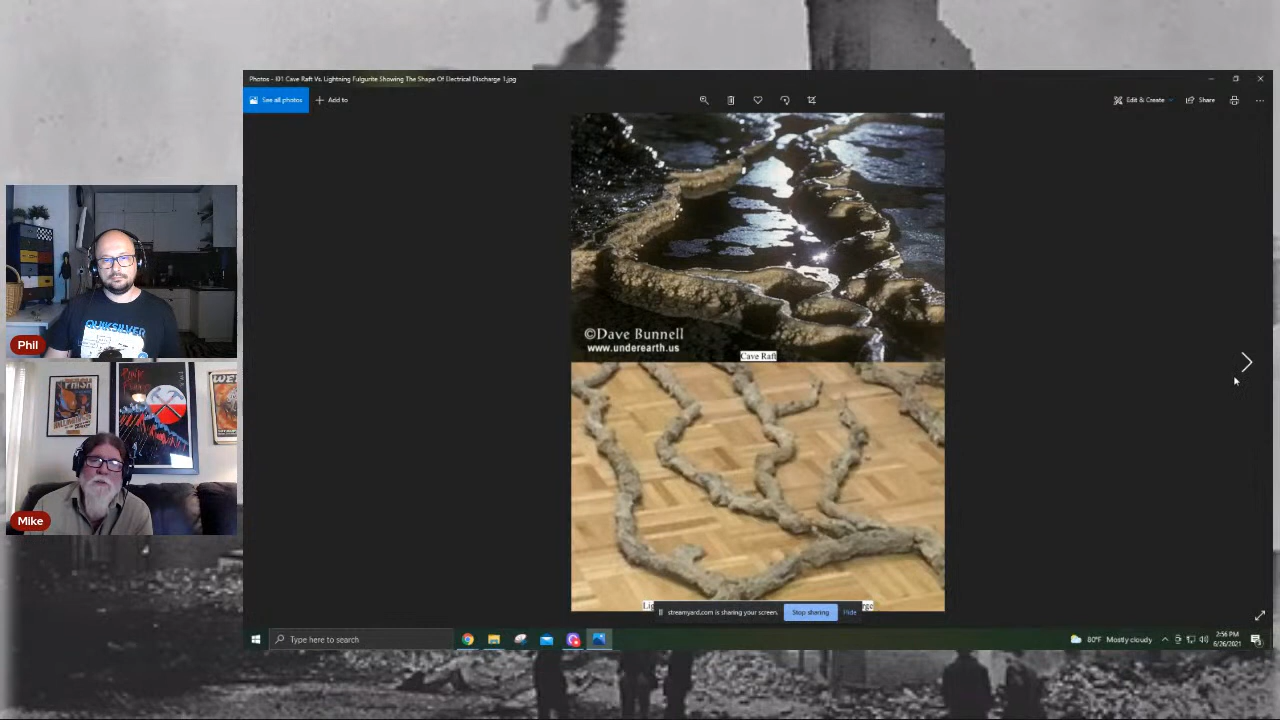 Photos - I01 Cave Raft Vs. Lightning Fulgurite Showing The Shape Of Electrical Discharge 1.jpg
See all photos
Add to
Edit & Create
Share
©Dave Bunnell
www.underearth.us
Cave Raft
QUIKSILVER
Phil
PINK
Mike
streamyard.com is sharing your screen.
Stop sharing
Hide
Type here to search
80°F Mostly cloudy
2:56 PM
6/26/2021